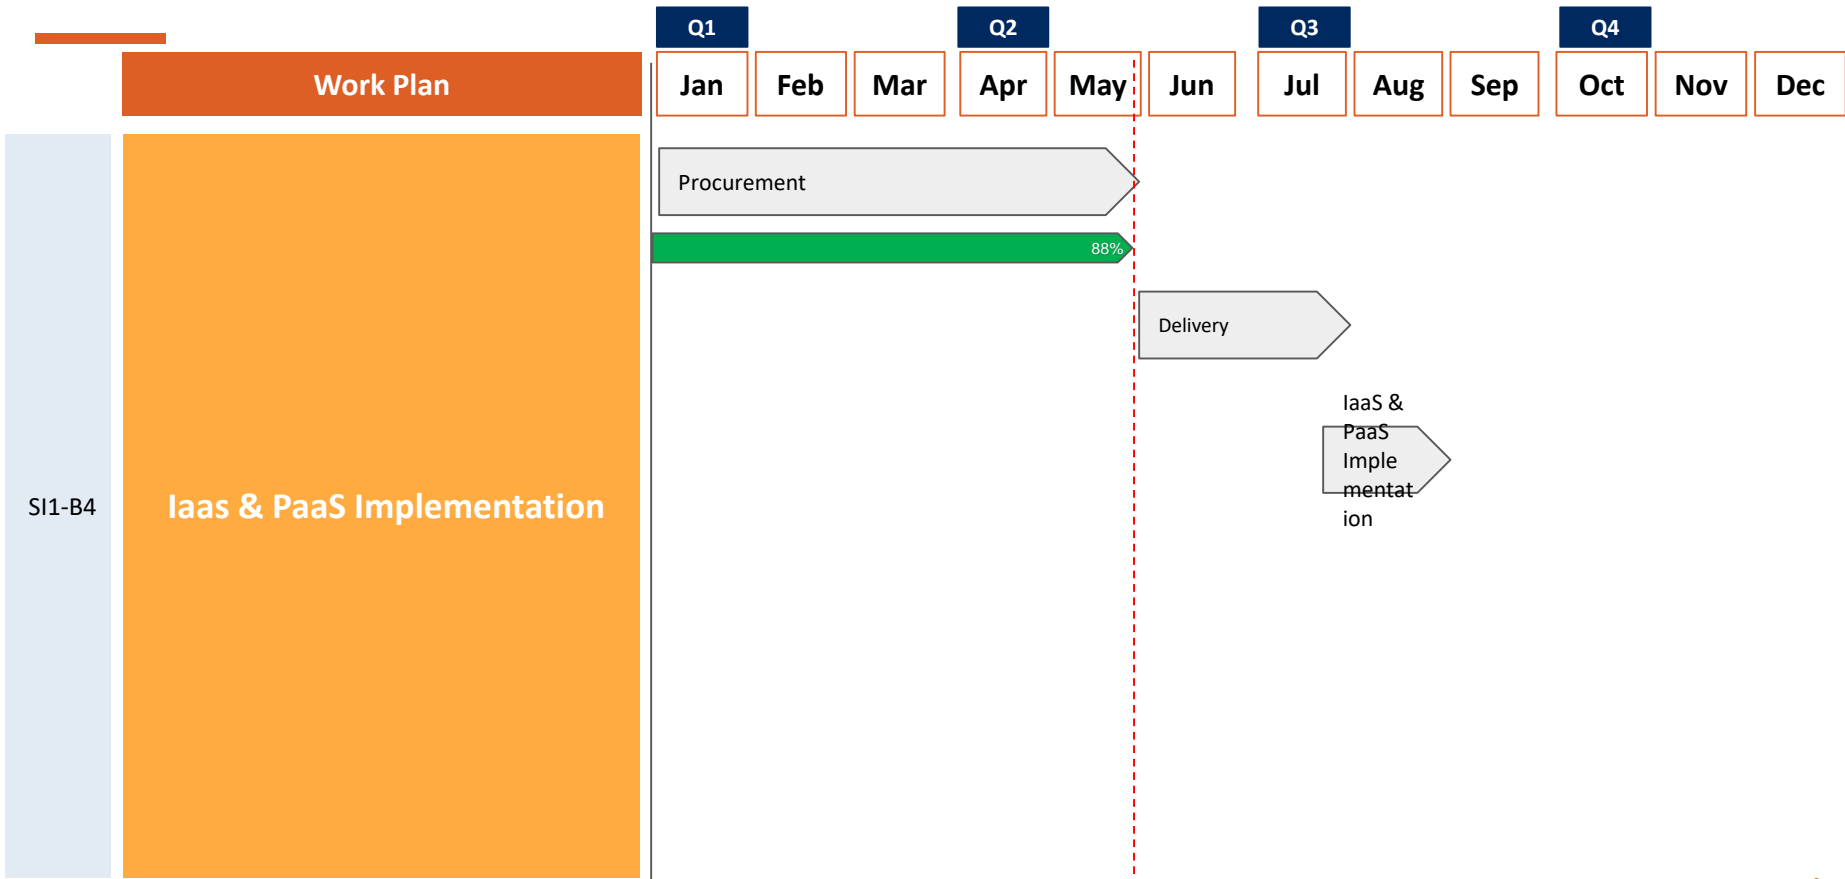 Q1 Q2 Q3 Q4
Work Plan Jan Feb Mar Apr May Jun Jul Aug Sep Oct Nov Dec
Procurement
88%
Delivery
IaaS &
PaaS
Imple
mentat
ion
SI1-B4
Iaas & PaaS Implementation